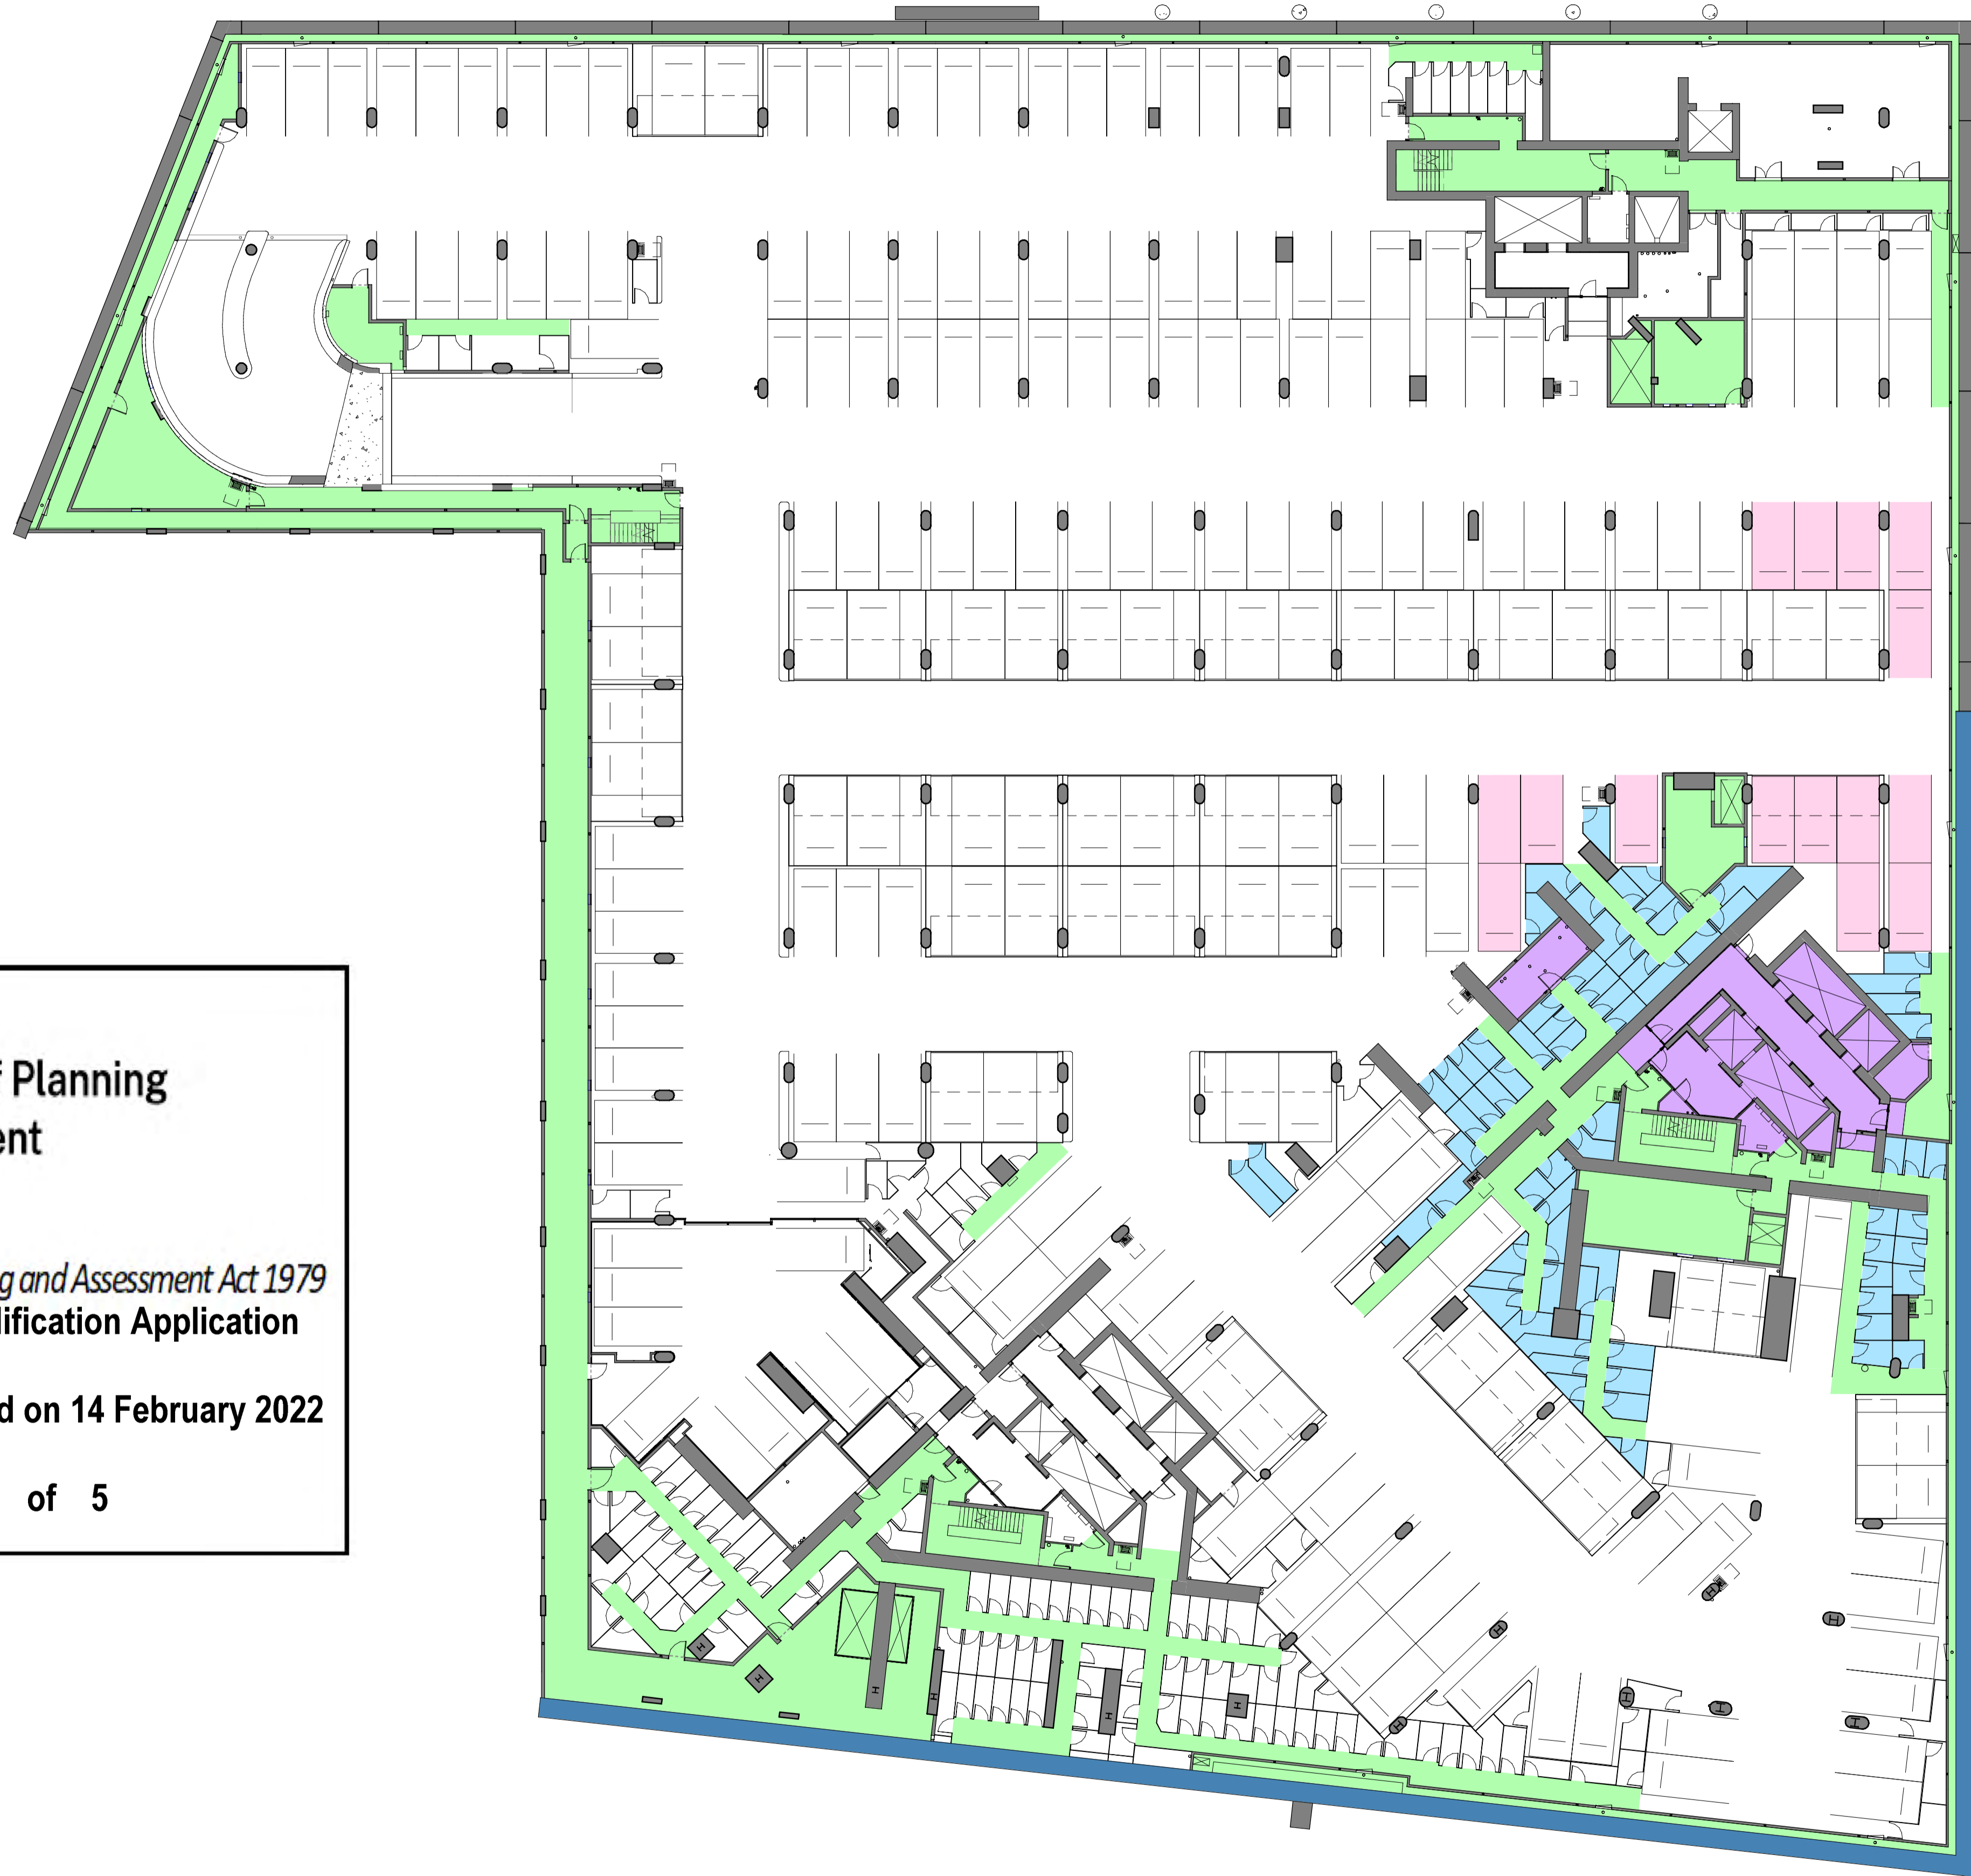 Planning
ent
g and Assessment Act 1979
lification Application
d on 14 February 2022
of 5
H
H
H
H
H
H
H
H
H
H
H
H
H
H